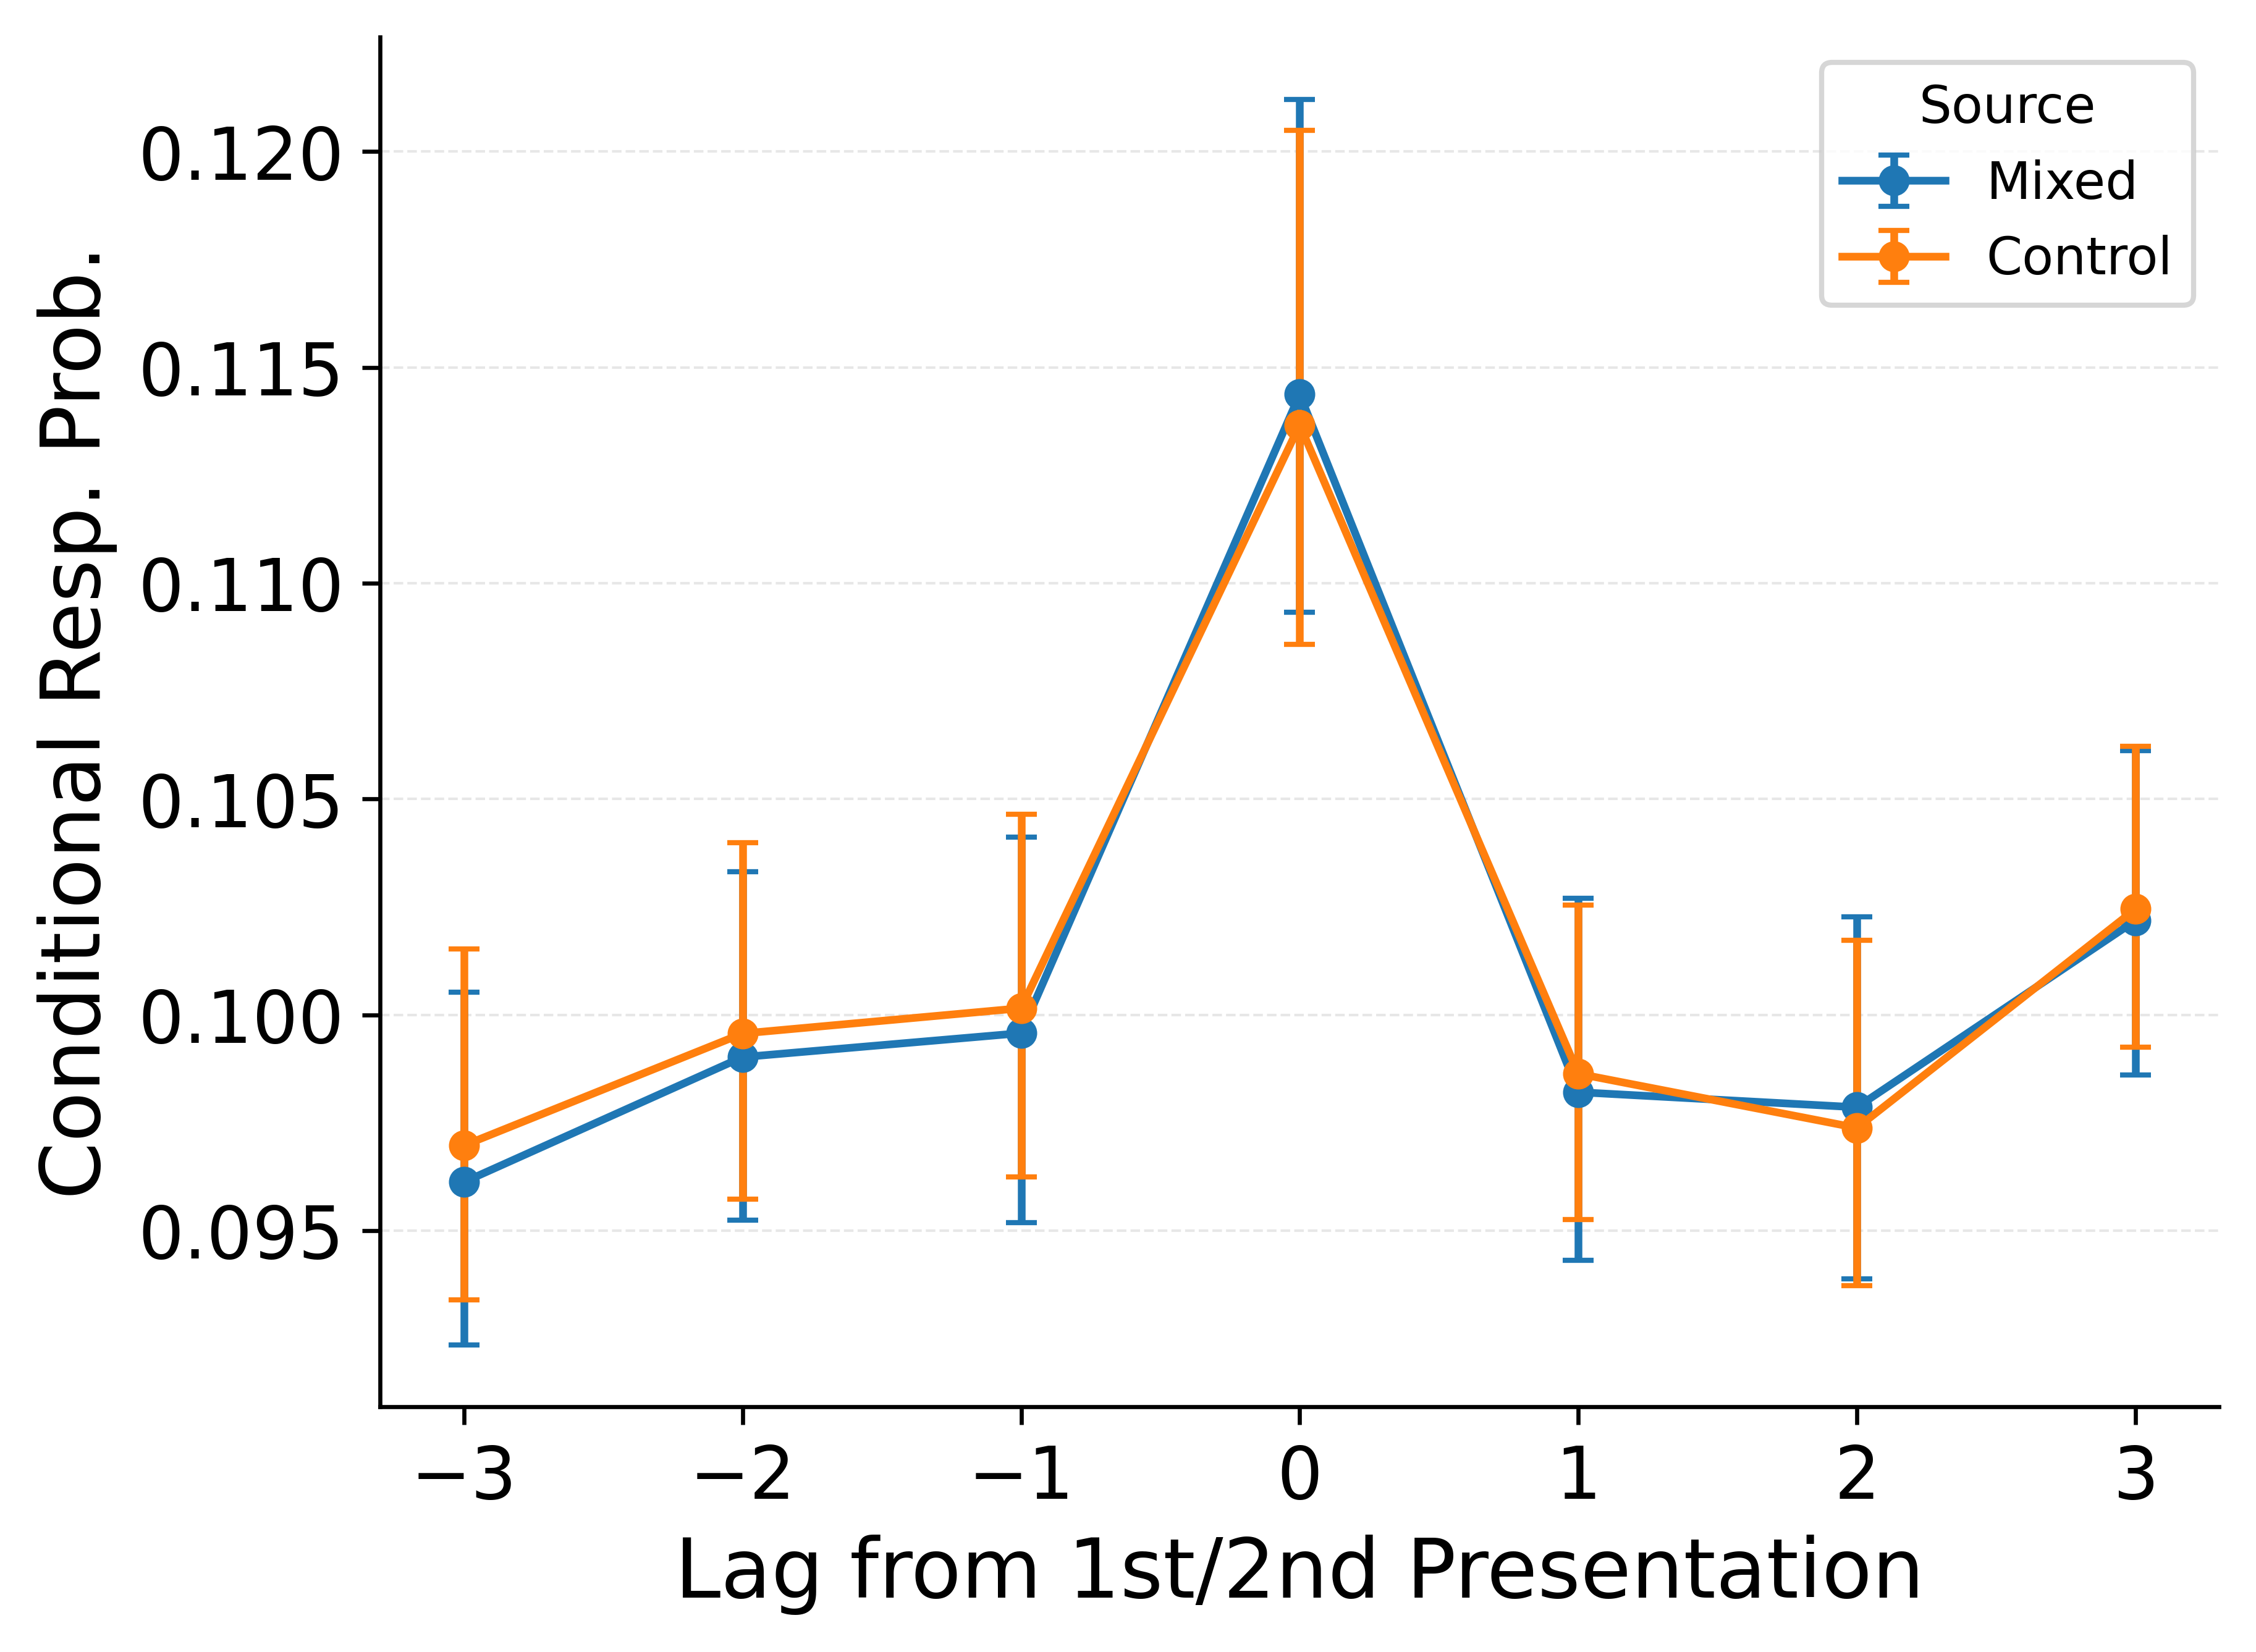 Source
Mixed
Control
0.120
0.115
0.110
0.105
0.100
0.095
Conditional Resp. Prob.
−3 −2 −1 0 1 2 3
Lag from 1st/2nd Presentation